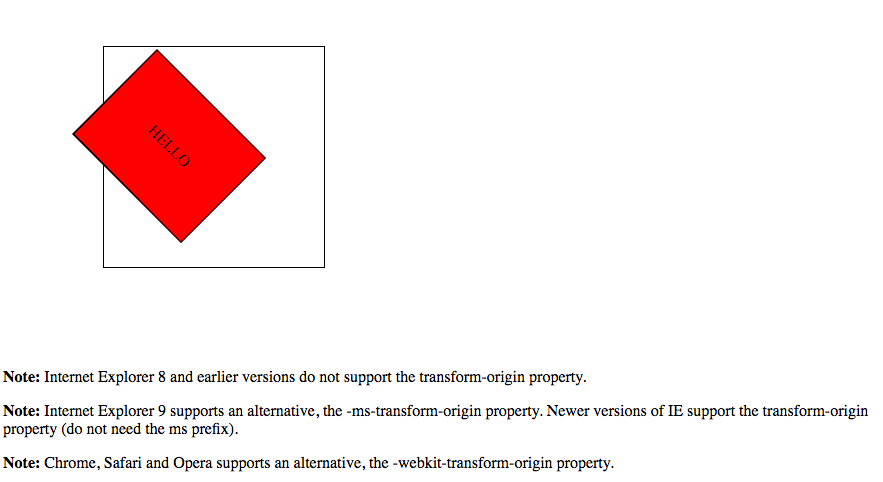 HELLO
Note: Internet Explorer 8 and earlier versions do not support the transform-origin property.
Note: Internet Explorer 9 supports an alternative, the -ms-transform-origin property. Newer versions of IE support the transform-origin
property (do not need the ms prefix).
Note: Chrome, Safari and Opera supports an alternative, the -webkit-transform-origin property.